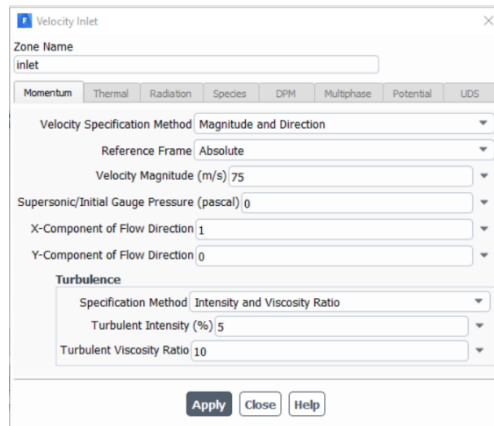 F Velocity Inlet
Zone Name
inlet
Momentum Thermal Radiation Species DPM Multiphase Potential UDS
Velocity Specification Method Magnitude and Direction
Reference Frame Absolute
Velocity Magnitude (m/s) 75
Supersonic/Initial Gauge Pressure (pascal) 0
X-Component of Flow Direction 1
Y-Component of Flow Direction 0
Turbulence
Specification Method Intensity and Viscosity Ratio
Turbulent Intensity (%) 5
Turbulent Viscosity Ratio 10
Apply Close Help